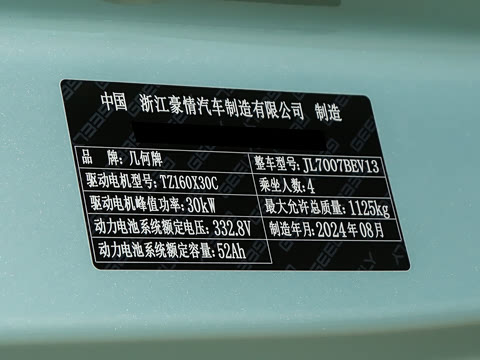 中国 浙江豪情汽车制造有限公司 制造
品 牌:几何牌 整车型号:JL7007BEV13
驱动电机型号:TZ160X30C 乘坐人数:4
驱动电机峰值功率:30kW 最大允许总质量:1125kg
动力电池系统额定电压:332.8V 制造年月:2024年08月
动力电池系统额定容量:52Ah